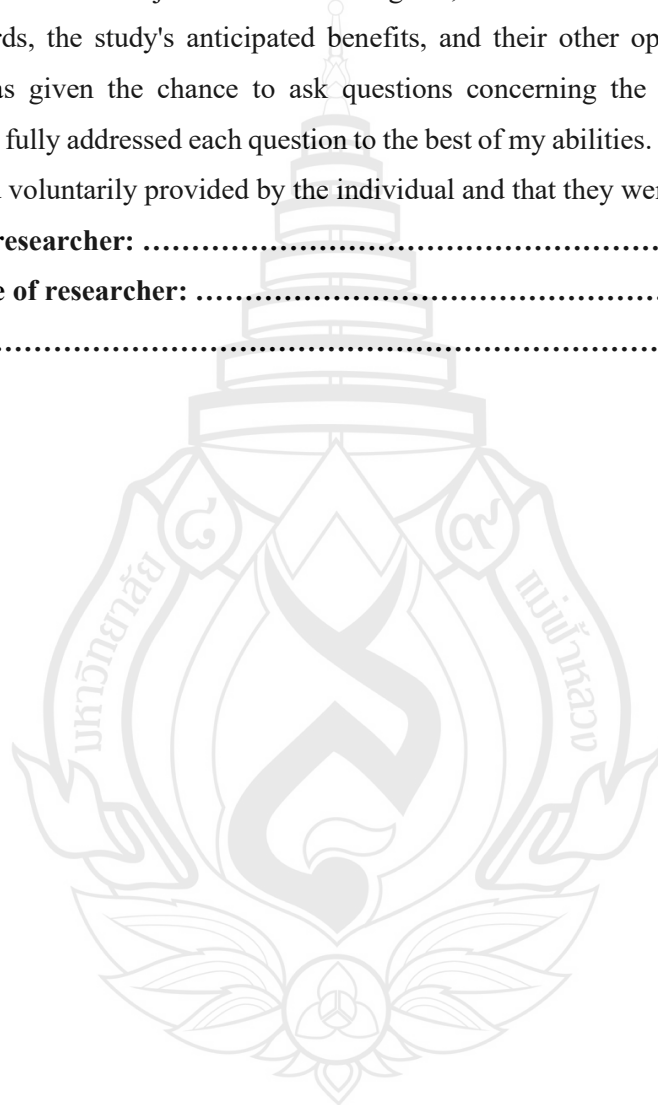 rds, the study's anticipated benefits, and their other op
as given the chance to ask questions concerning the
fully addressed each question to the best of my abilities.
voluntarily provided by the individual and that they wer
researcher: ……………………………………………………
e of researcher: ………………………………………………
……………………………………………………………………
๘ ๙
มหาวิทยาลัย แม่ฟ้าหลวง